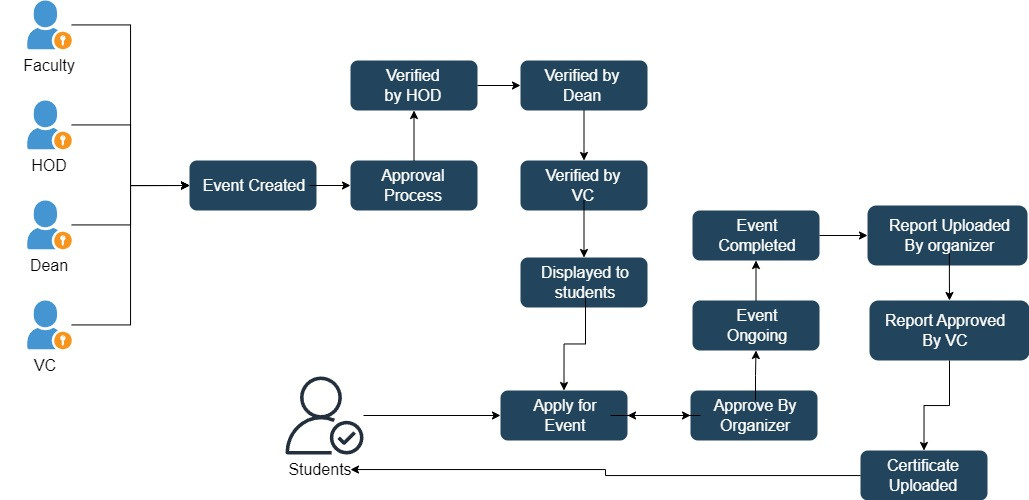 Faculty
HOD
Dean
VC
Event Created
Approval
Process
Verified
by HOD
Verified by
Dean
Verified by
VC
Displayed to
students
Students
Apply for
Event
Approve By
Organizer
Event
Ongoing
Event
Completed
Report Uploaded
By organizer
Report Approved
By VC
Certificate
Uploaded